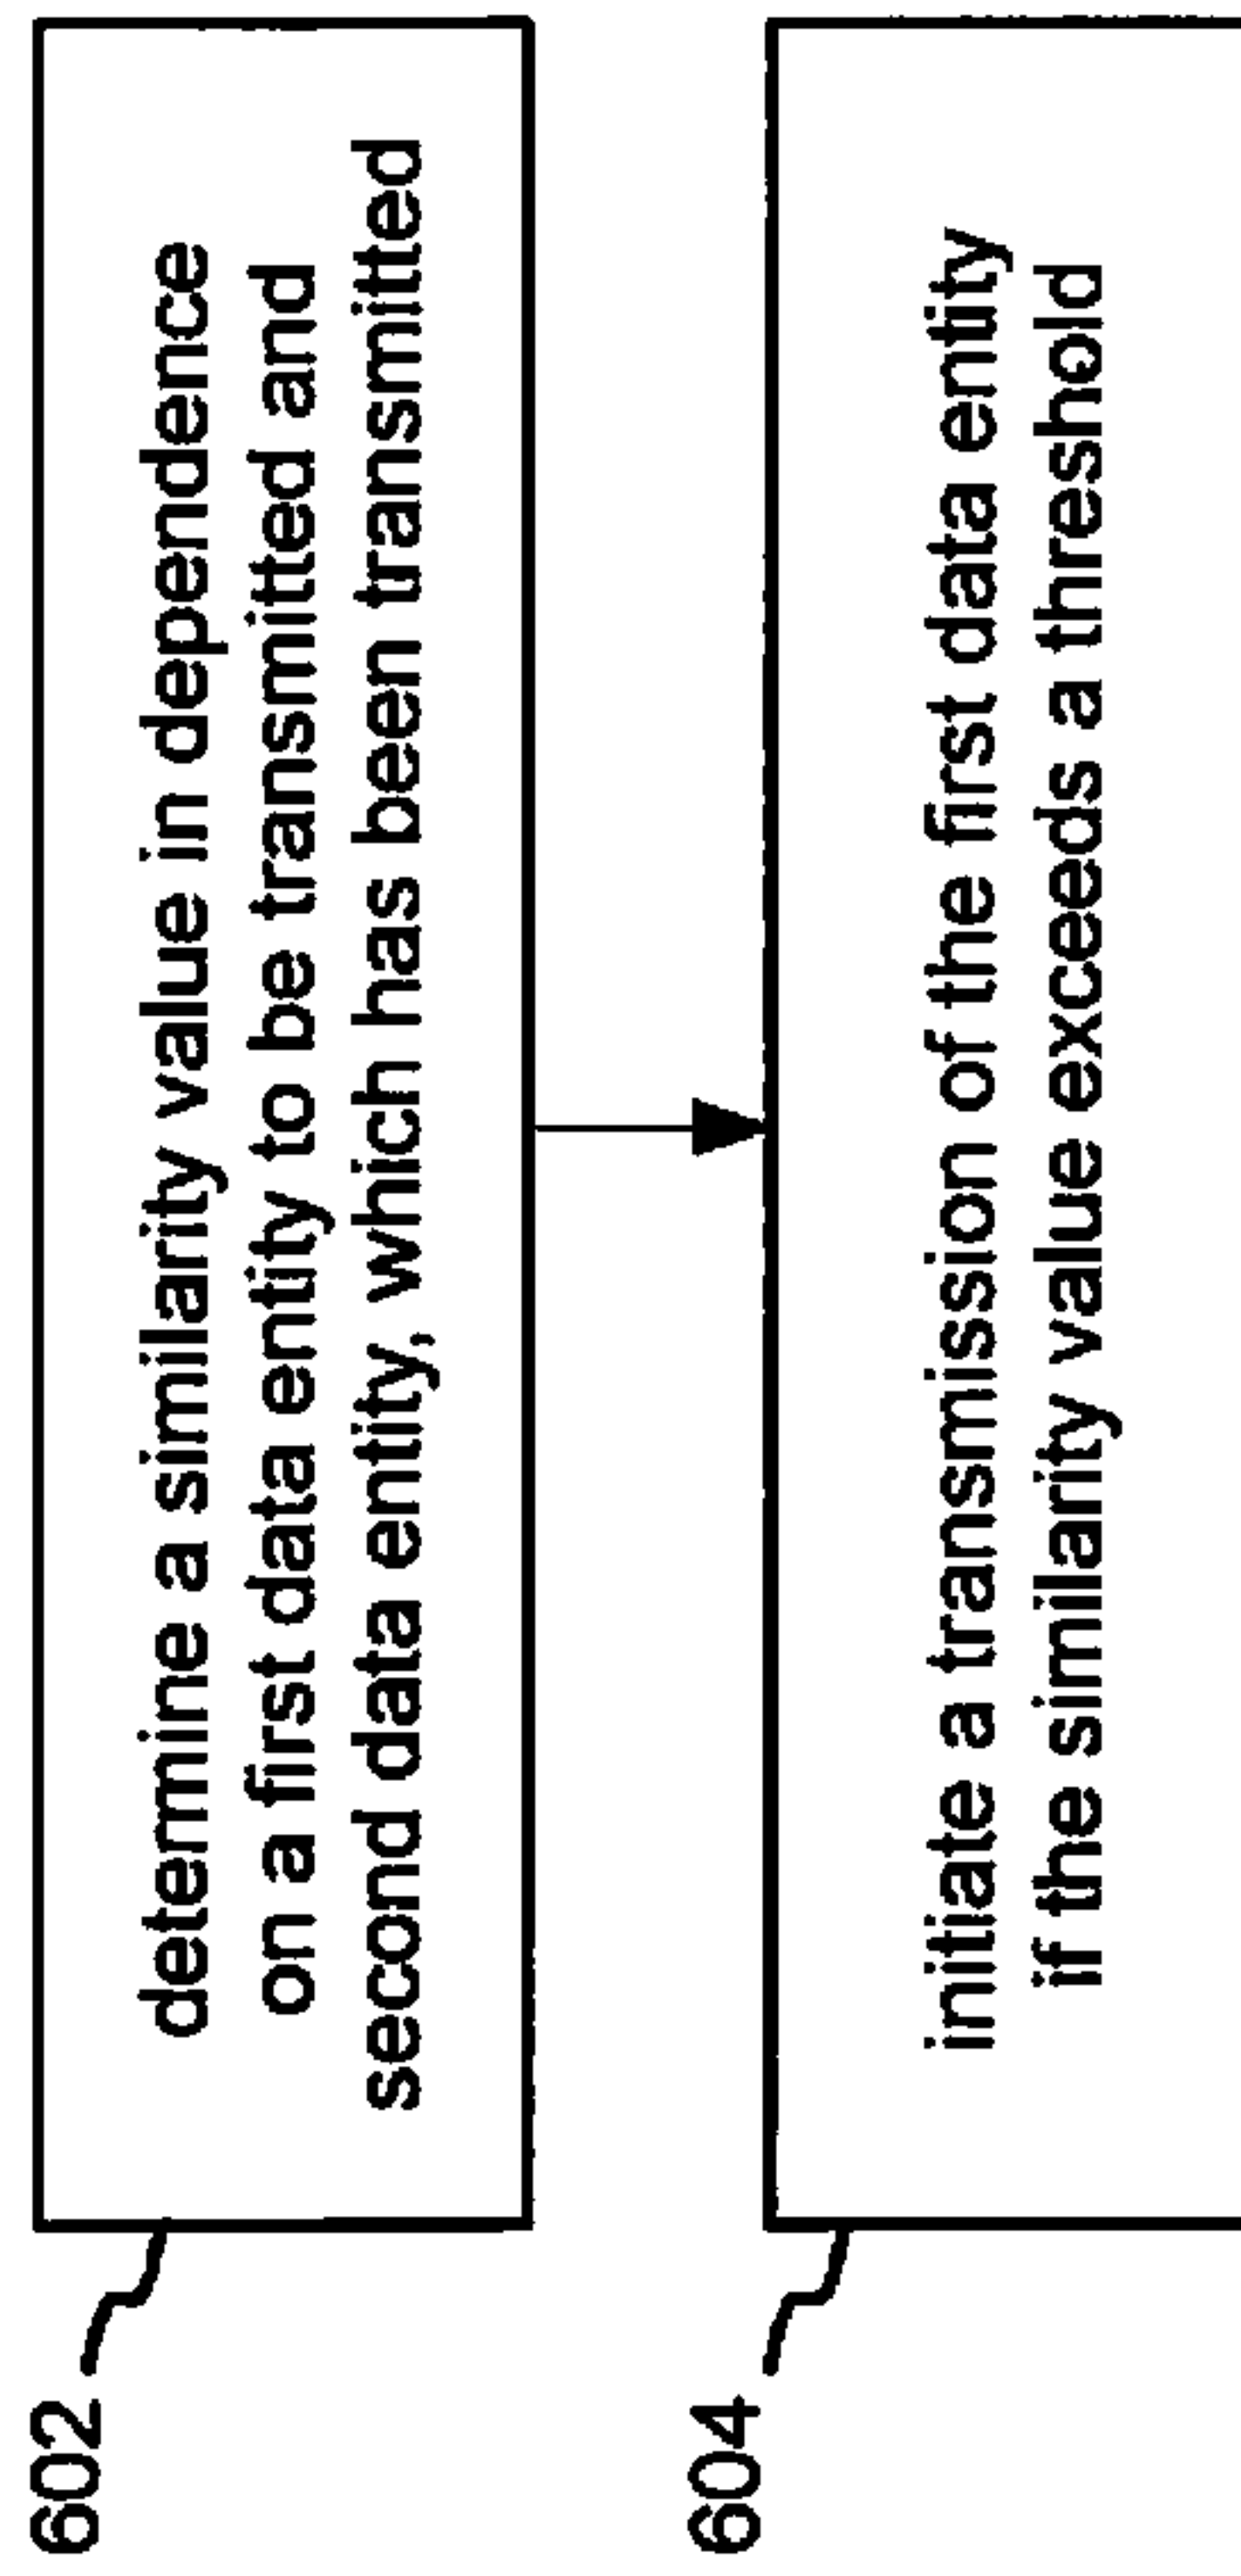 602
determine a similarity value in dependence
on a first data entity to be transmitted and
second data entity, which has been transmitted
604
initiate a transmission of the first data entity
if the similarity value exceeds a threshold